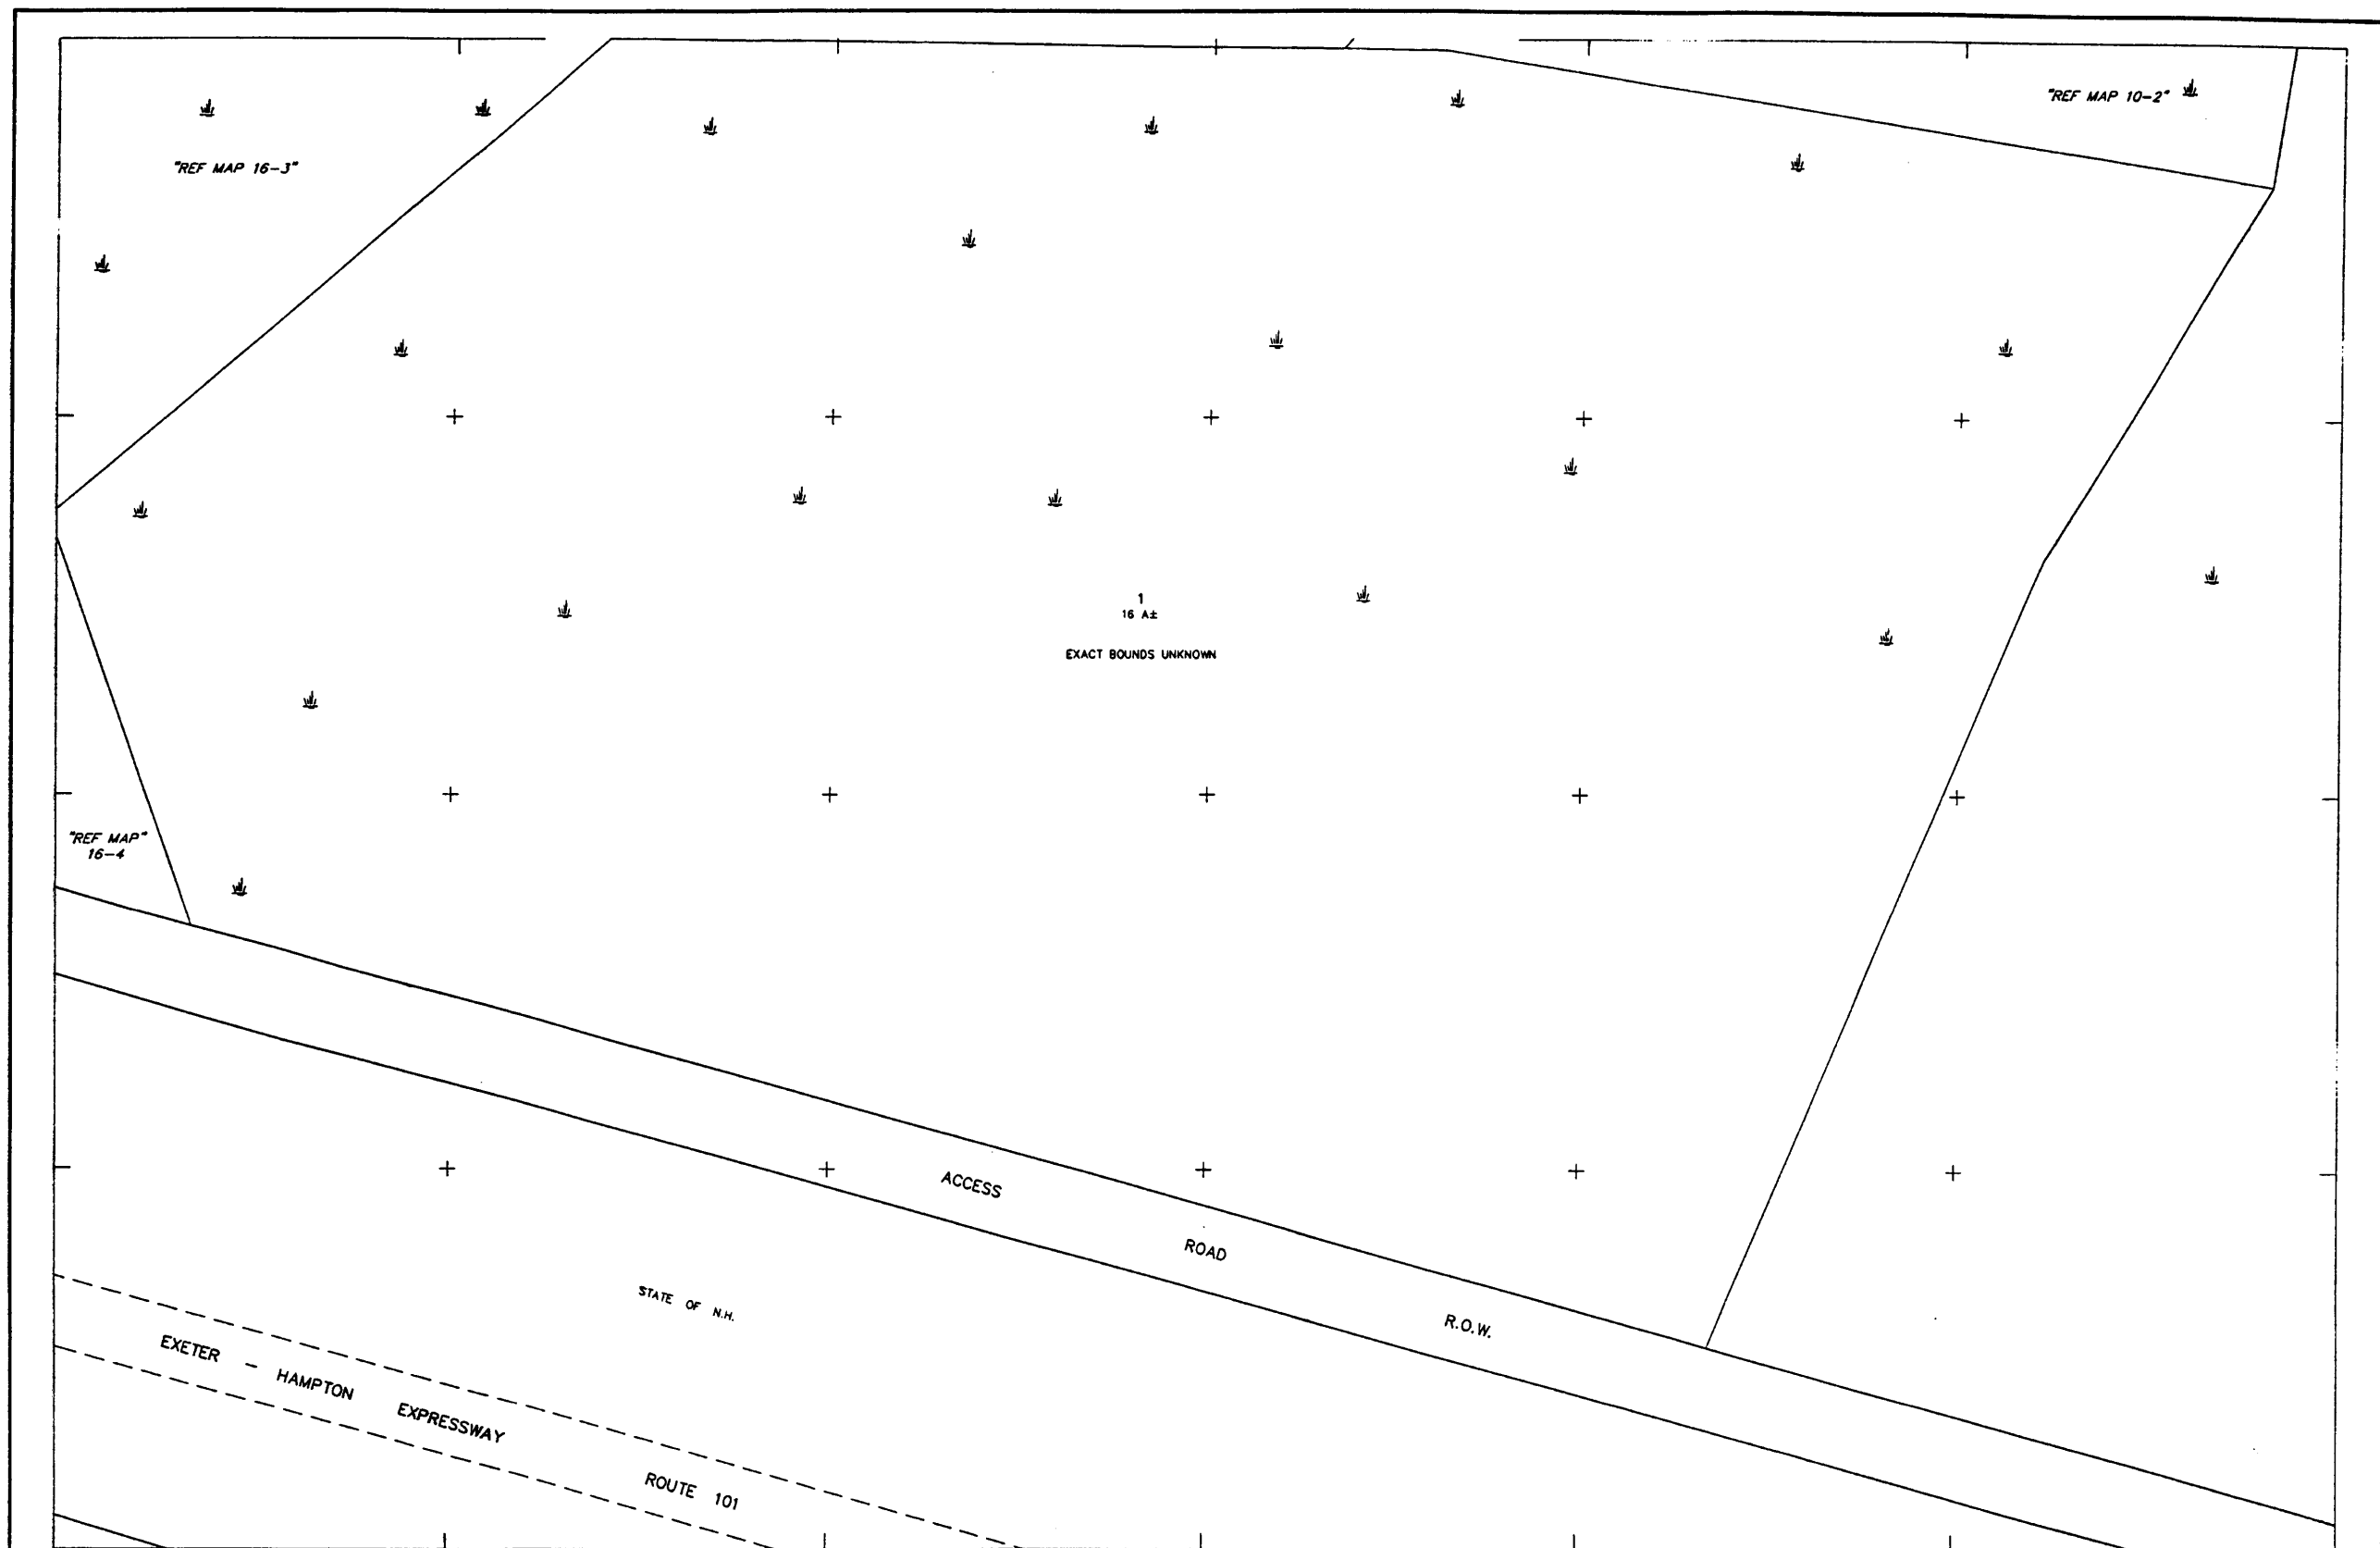 "REF MAP 10-2"
"REF MAP 16-3"
1
16 A±
EXACT BOUNDS UNKNOWN
"REF MAP"
16-4
ACCESS ROAD R.O.W.
STATE OF N.H.
EXETER - HAMPTON EXPRESSWAY ROUTE 101